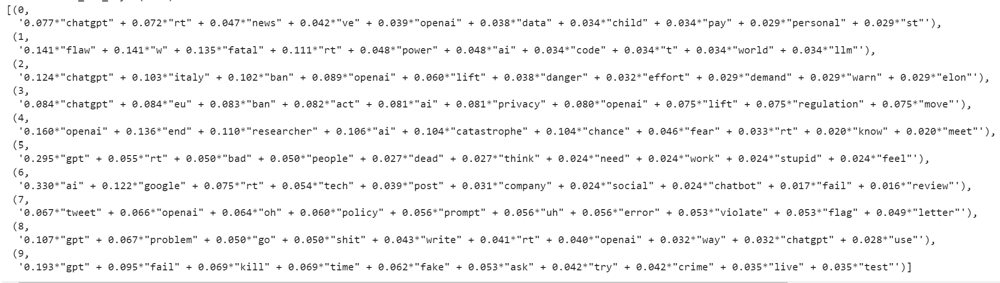 [(0,
'0.077*"chatgpt" + 0.072*"rt" + 0.047*"news" + 0.042*"ve" + 0.039*"openai" + 0.038*"data" + 0.034*"child" + 0.034*"pay" + 0.029*"personal" + 0.029*"st"'),
(1,
'0.141*"flaw" + 0.141*"w" + 0.135*"fatal" + 0.111*"rt" + 0.048*"power" + 0.048*"ai" + 0.034*"code" + 0.034*"t" + 0.034*"world" + 0.034*"llm"'),
(2,
'0.124*"chatgpt" + 0.103*"italy" + 0.102*"ban" + 0.089*"openai" + 0.060*"lift" + 0.038*"danger" + 0.032*"effort" + 0.029*"demand" + 0.029*"warn" + 0.029*"elon"'),
(3,
'0.084*"chatgpt" + 0.084*"eu" + 0.083*"ban" + 0.082*"act" + 0.081*"ai" + 0.081*"privacy" + 0.080*"openai" + 0.075*"lift" + 0.075*"regulation" + 0.075*"move"'),
(4,
'0.160*"openai" + 0.136*"end" + 0.110*"researcher" + 0.106*"ai" + 0.104*"catastrophe" + 0.104*"chance" + 0.046*"fear" + 0.033*"rt" + 0.020*"know" + 0.020*"meet"'),
(5,
'0.295*"gpt" + 0.055*"rt" + 0.050*"bad" + 0.050*"people" + 0.027*"dead" + 0.027*"think" + 0.024*"need" + 0.024*"work" + 0.024*"stupid" + 0.024*"feel"'),
(6,
'0.330*"ai" + 0.122*"google" + 0.075*"rt" + 0.054*"tech" + 0.039*"post" + 0.031*"company" + 0.024*"social" + 0.024*"chatbot" + 0.017*"fail" + 0.016*"review"'),
(7,
'0.067*"tweet" + 0.066*"openai" + 0.064*"oh" + 0.060*"policy" + 0.056*"prompt" + 0.056*"uh" + 0.056*"error" + 0.053*"violate" + 0.053*"flag" + 0.049*"letter"'),
(8,
'0.107*"gpt" + 0.067*"problem" + 0.050*"go" + 0.050*"shit" + 0.043*"write" + 0.041*"rt" + 0.040*"openai" + 0.032*"way" + 0.032*"chatgpt" + 0.028*"use"'),
(9,
'0.193*"gpt" + 0.095*"fail" + 0.069*"kill" + 0.069*"time" + 0.062*"fake" + 0.053*"ask" + 0.042*"try" + 0.042*"crime" + 0.035*"live" + 0.035*"test"')]